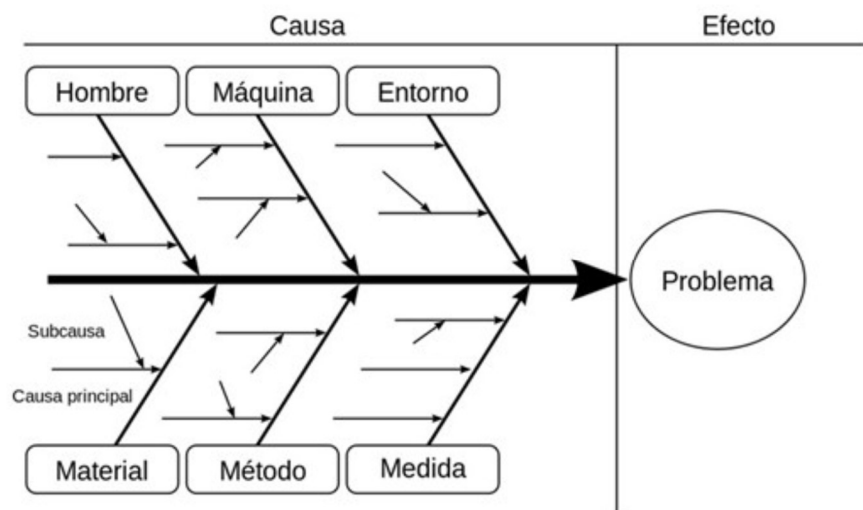 Causa
Efecto
Hombre
Máquina
Entorno
Problema
Subcausa
Causa principal
Material
Método
Medida